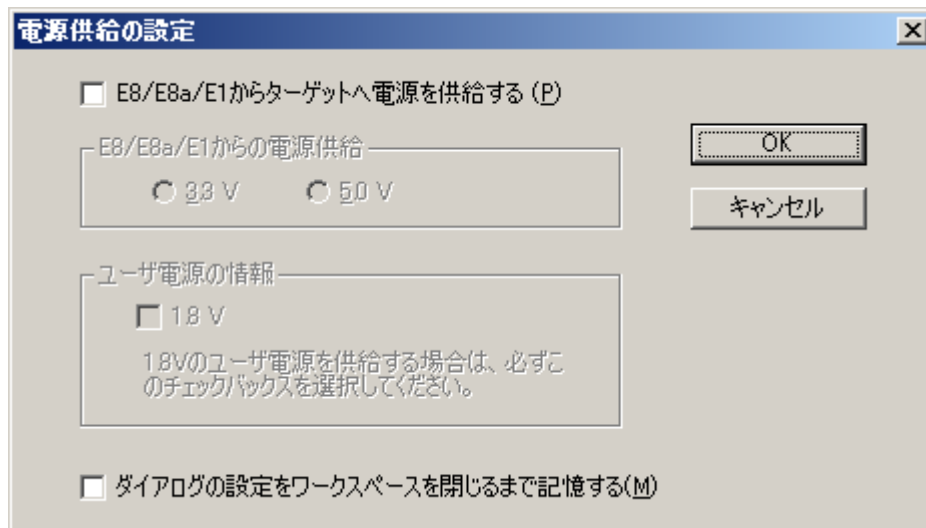 電源供給の設定
E8/E8a/E1からターゲットへ電源を供給する (P)
E8/E8a/E1からの電源供給
3.3 V 5.0 V
OK
キャンセル
ユーザ電源の情報
1.8 V
1.8Vのユーザ電源を供給する場合は、必ずこ
のチェックバックスを選択してください。
ダイアログの設定をワークスペースを閉じるまで記憶する(M)